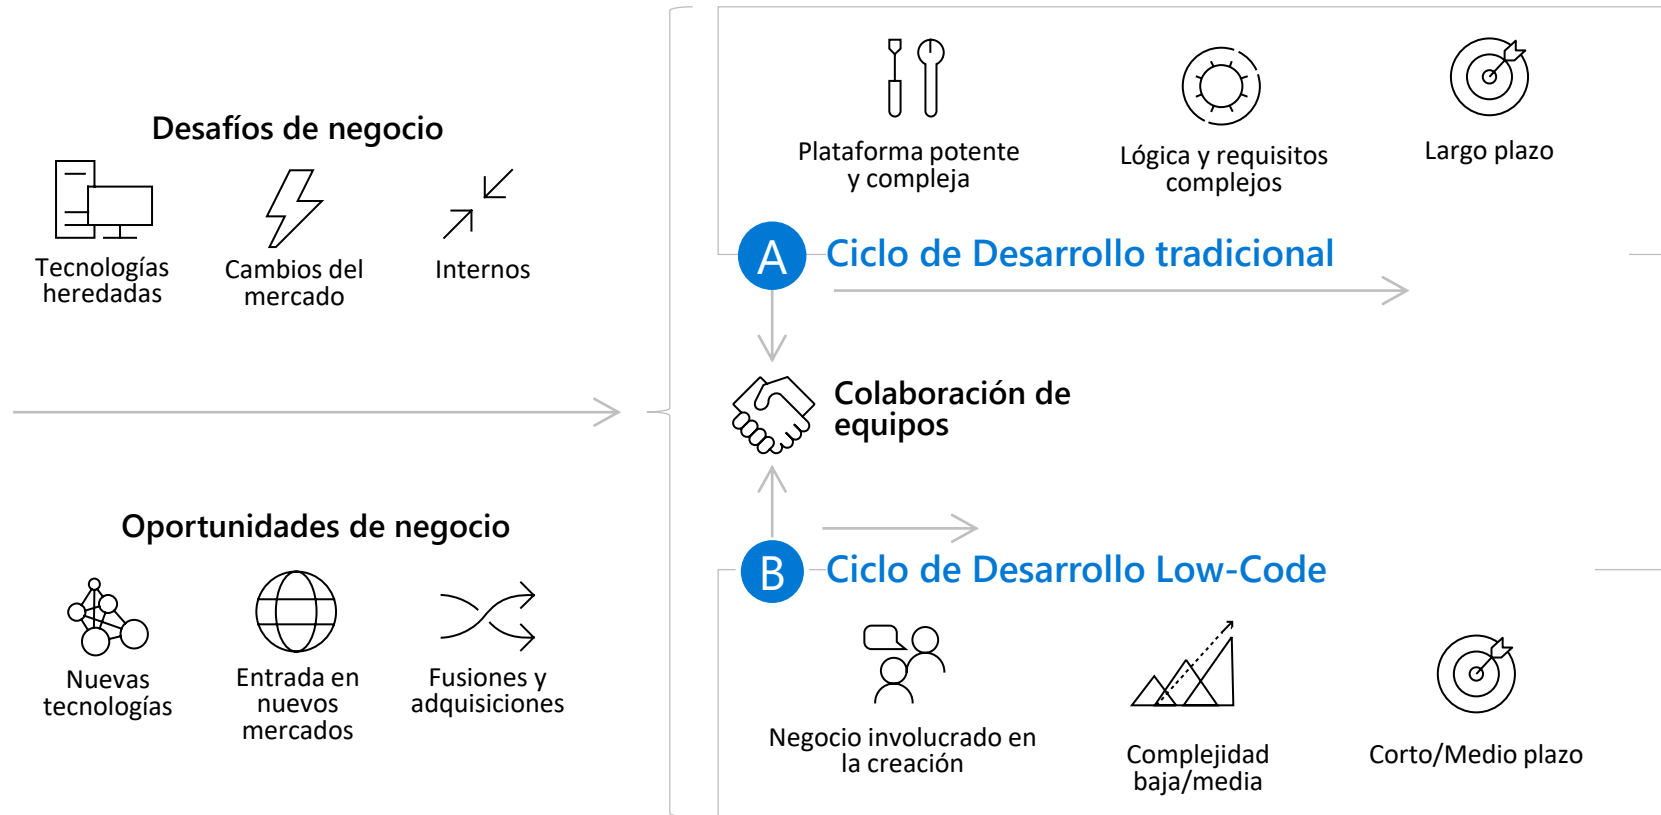 Desafíos de negocio
Tecnologías
heredadas
Cambios del
mercado
Internos
Oportunidades de negocio
Nuevas
tecnologías
Entrada en
nuevos
mercados
Fusiones y
adquisiciones
Plataforma potente
y compleja
Lógica y requisitos
complejos
Largo plazo
A
Ciclo de Desarrollo tradicional
Colaboración de
equipos
B
Ciclo de Desarrollo Low-Code
Negocio involucrado en
la creación
Complejidad
baja/media
Corto/Medio plazo